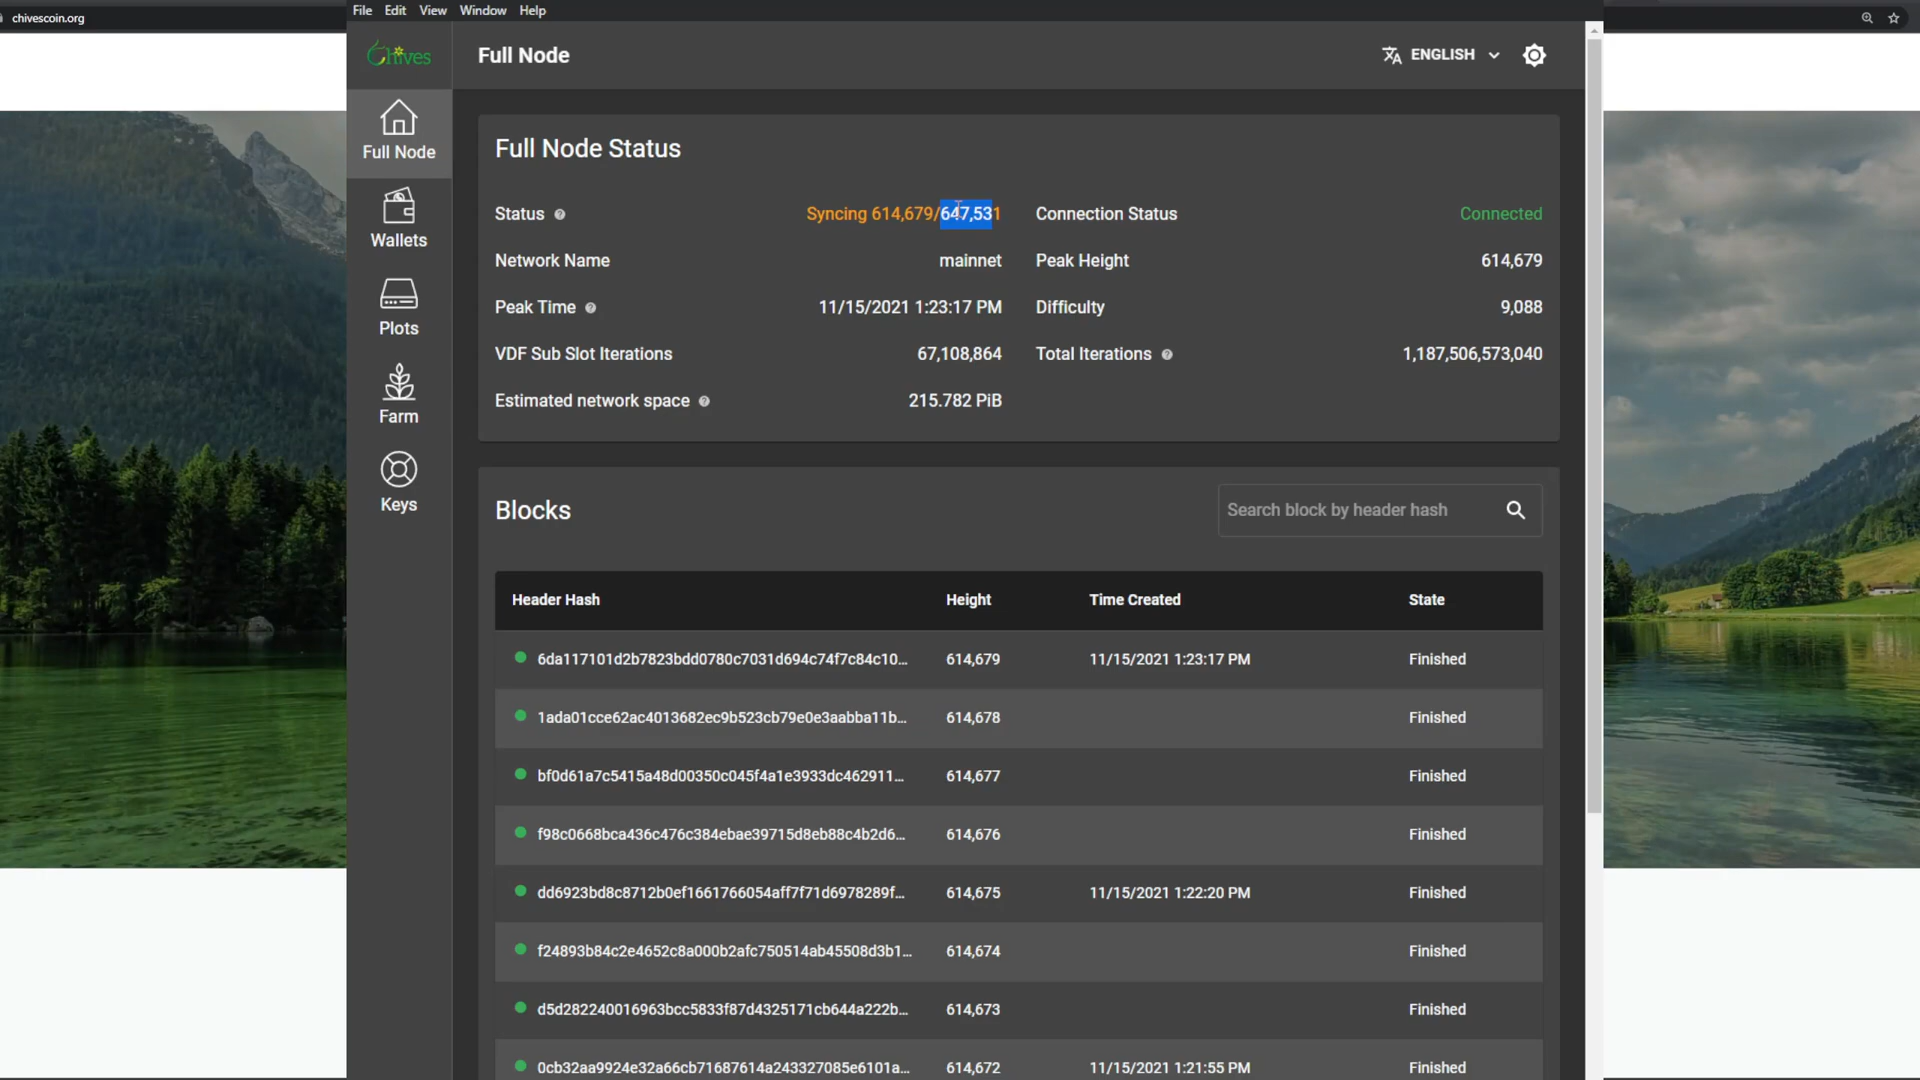 chivescoin.org
File Edit View Window Help
Chives
Full Node
ENGLISH
Full Node
Wallets
Plots
Farm
Keys
Full Node Status
Status Syncing 614,679/647,531 Connection Status Connected
Network Name mainnet Peak Height 614,679
Peak Time 11/15/2021 1:23:17 PM Difficulty 9,088
VDF Sub Slot Iterations 67,108,864 Total Iterations 1,187,506,573,040
Estimated network space 215.782 PiB
Blocks
Search block by header hash
Header Hash Height Time Created State
6da117101d2b7823bdd0780c7031d694c74f7c84c10... 614,679 11/15/2021 1:23:17 PM Finished
1ada01cce62ac4013682ec9b523cb79e0e3aabba11b... 614,678 Finished
bf0d61a7c5415a48d00350c045f4a1e3933dc462911... 614,677 Finished
f98c0668bca436c476c384ebae39715d8eb88c4b2d6... 614,676 Finished
dd6923bd8c8712b0ef1661766054aff7f71d6978289f... 614,675 11/15/2021 1:22:20 PM Finished
f24893b84c2e4652c8a000b2afc750514ab45508d3b1... 614,674 Finished
d5d282240016963bcc5833f87d4325171cb644a222b... 614,673 Finished
0cb32aa9924e32a66cb71687614a243327085e6101a... 614,672 11/15/2021 1:21:55 PM Finished